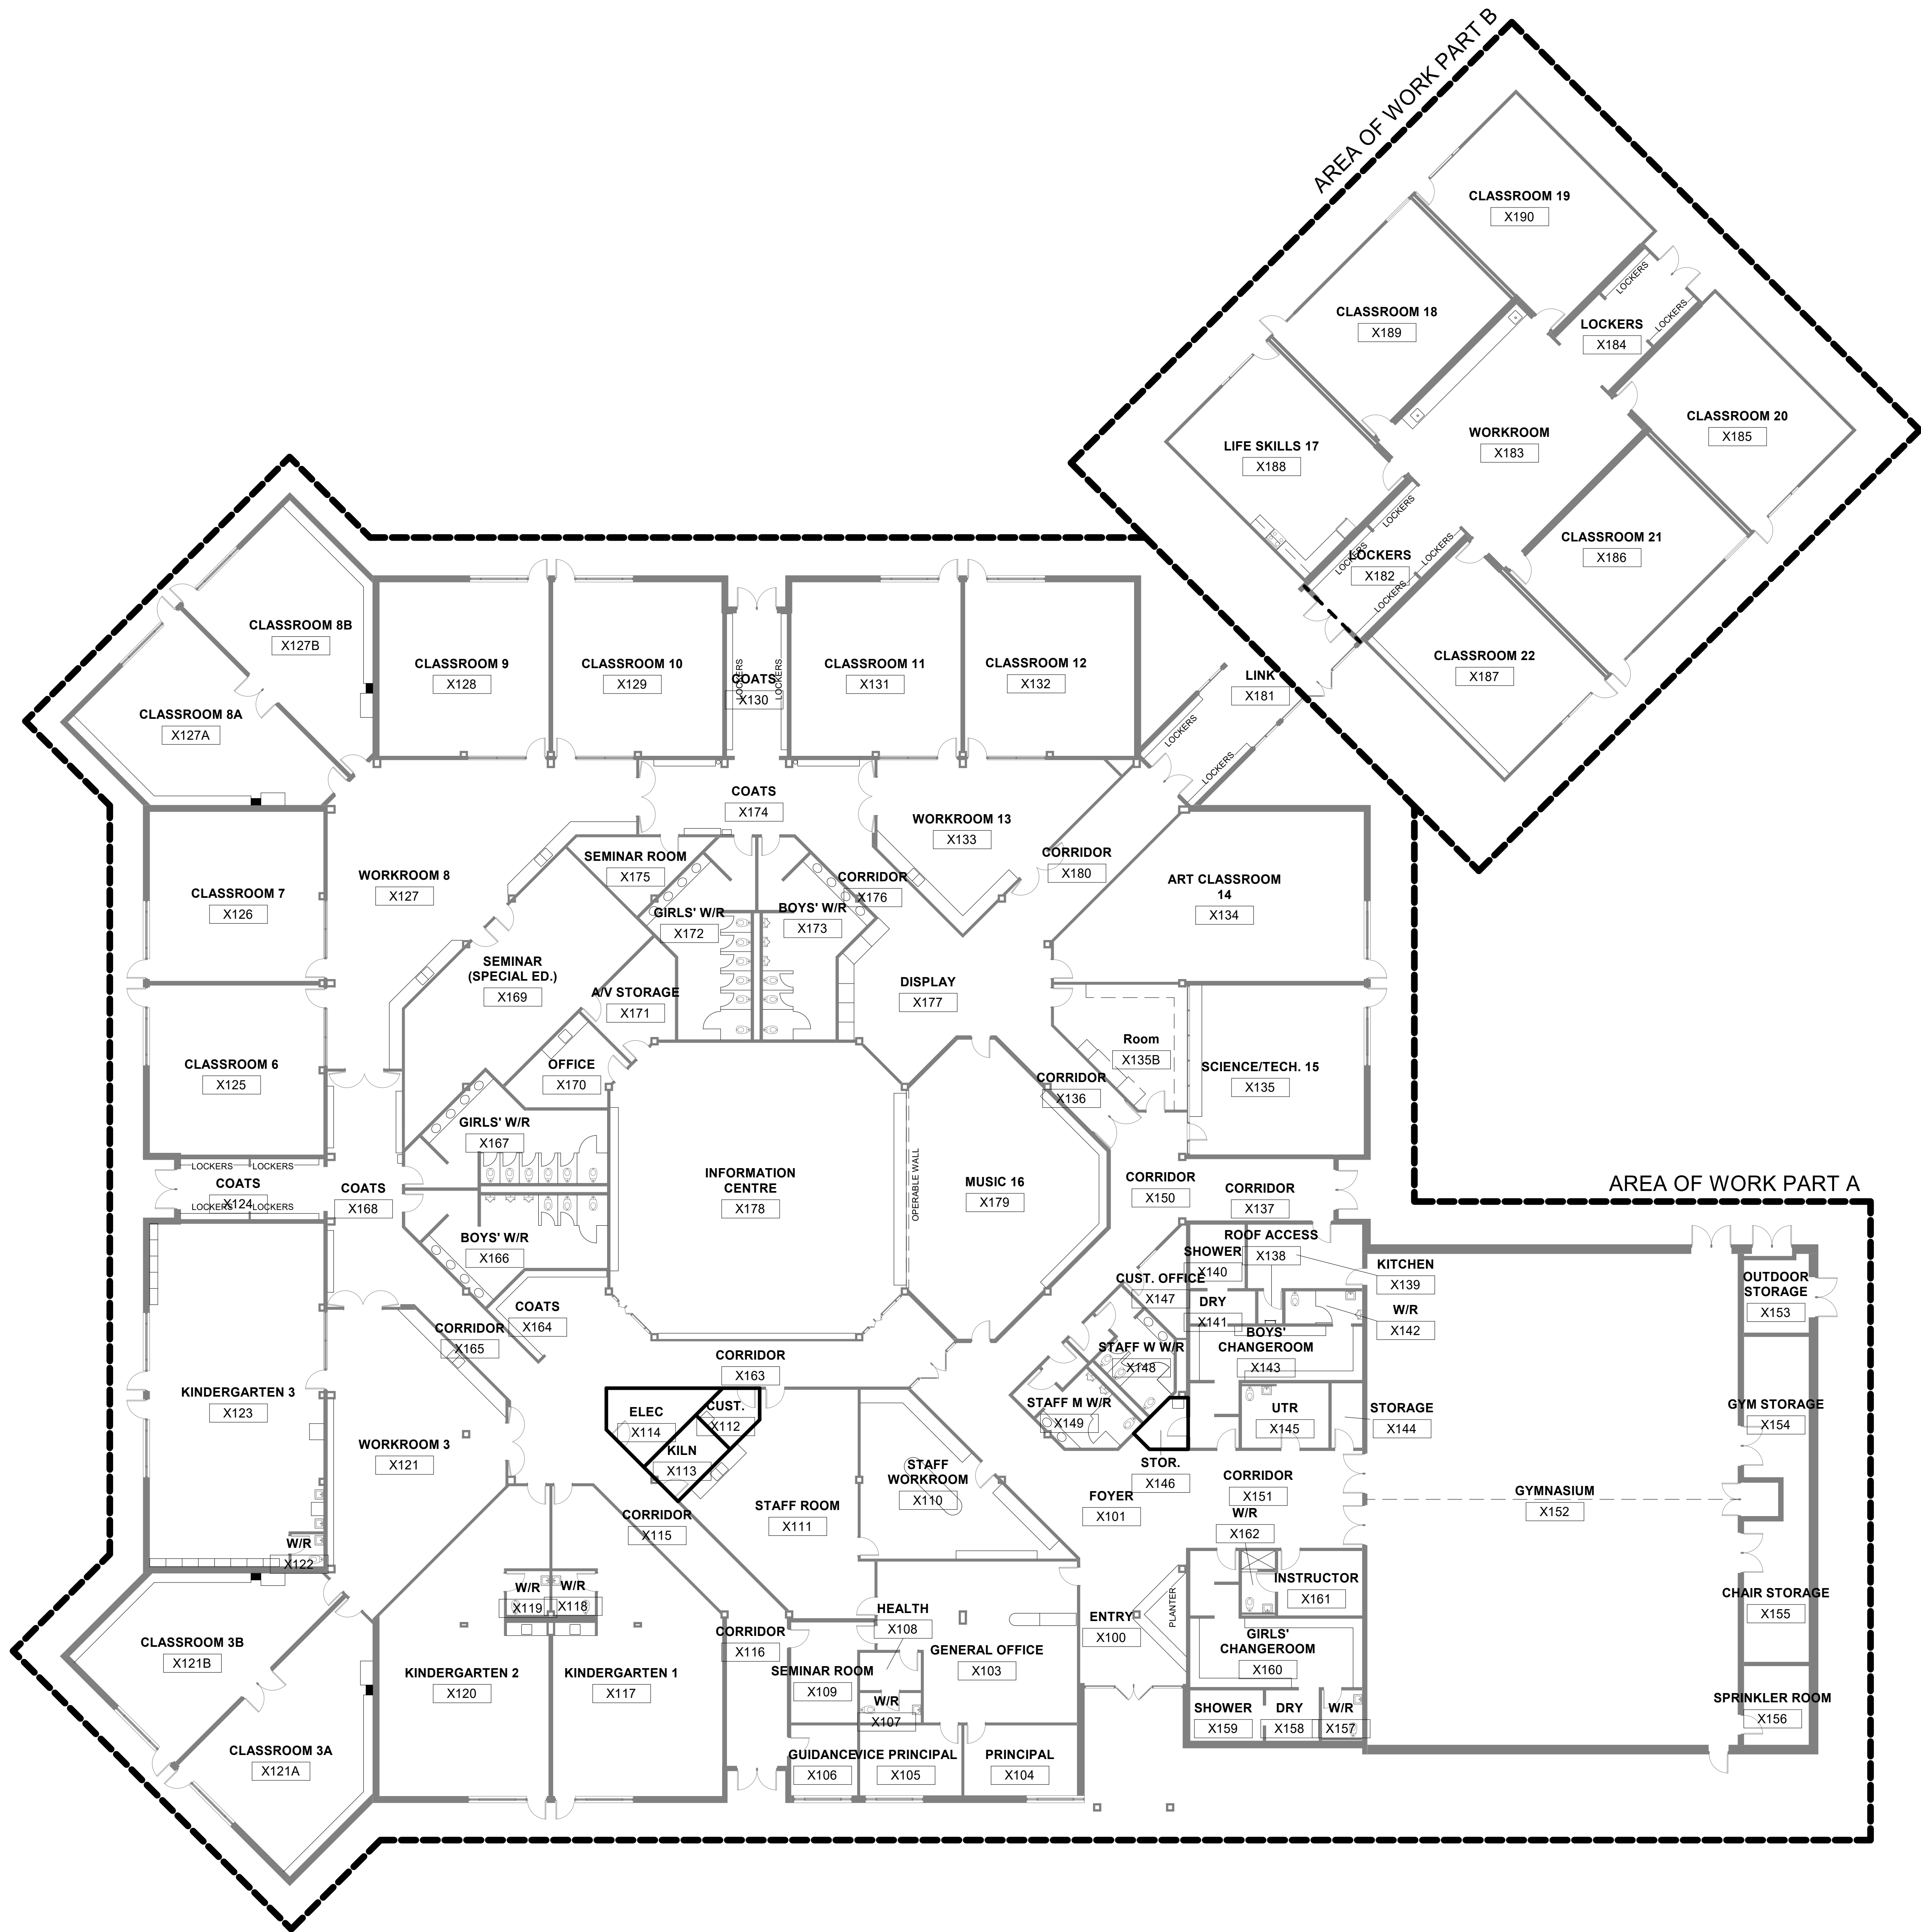 AREA OF WORK PART B
CLASSROOM 19
X190
LOCKERS
CLASSROOM 18
X189
LOCKERS
X184
LOCKERS
CLASSROOM 20
X185
LIFE SKILLS 17
X188
WORKROOM
X183
LOCKERS
CLASSROOM 21
X186
LOCKERS
LOCKERS
X182
LOCKERS
LOCKERS
CLASSROOM 22
X187
LINK
X181
LOCKERS
LOCKERS
CLASSROOM 8B
X127B
CLASSROOM 8A
X127A
CLASSROOM 9
X128
CLASSROOM 10
X129
LOCKERS
COATS
X130
LOCKERS
CLASSROOM 11
X131
CLASSROOM 12
X132
COATS
X174
WORKROOM 13
X133
CORRIDOR
X180
SEMINAR ROOM
X175
CORRIDOR
X176
ART CLASSROOM
14
X134
CLASSROOM 7
X126
WORKROOM 8
X127
GIRLS' W/R
X172
BOYS' W/R
X173
SEMINAR
(SPECIAL ED.)
X169
A/V STORAGE
X171
DISPLAY
X177
CLASSROOM 6
X125
OFFICE
X170
Room
X135B
SCIENCE/TECH. 15
X135
CORRIDOR
X136
GIRLS' W/R
X167
LOCKERS
LOCKERS
COATS
X124
LOCKERS
LOCKERS
COATS
X168
INFORMATION
CENTRE
X178
OPERABLE WALL
MUSIC 16
X179
CORRIDOR
X150
CORRIDOR
X137
AREA OF WORK PART A
BOYS' W/R
X166
ROOF ACCESS
X138
SHOWER
X140
KITCHEN
X139
CUST. OFFICE
X147
OUTDOOR
STORAGE
X153
COATS
X164
DRY
X141
W/R
X142
CORRIDOR
X165
BOYS'
CHANGEROOM
X143
STAFF W W/R
X148
CORRIDOR
X163
KINDERGARTEN 3
X123
ELEC
X114
CUST.
X112
STAFF M W/R
X149
UTR
X145
STORAGE
X144
GYM STORAGE
X154
WORKROOM 3
X121
KILN
X113
STAFF
WORKROOM
X110
STOR.
X146
CORRIDOR
X151
FOYER
X101
GYMNASIUM
X152
STAFF ROOM
X111
CORRIDOR
X115
W/R
X162
W/R
X122
W/R
X119
W/R
X118
INSTRUCTOR
X161
CHAIR STORAGE
X155
HEALTH
X108
ENTRY
X100
PLANTER
CLASSROOM 3B
X121B
CORRIDOR
X116
GENERAL OFFICE
X103
GIRLS'
CHANGEROOM
X160
KINDERGARTEN 2
X120
KINDERGARTEN 1
X117
SEMINAR ROOM
X109
W/R
X107
SHOWER
X159
DRY
X158
W/R
X157
SPRINKLER ROOM
X156
CLASSROOM 3A
X121A
GUIDANCE
X106
VICE PRINCIPAL
X105
PRINCIPAL
X104